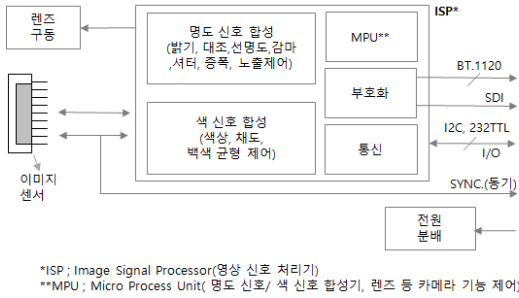 렌즈
구동
ISP*
명도 신호 합성
(밝기, 대조,선명도,감마
,셔터, 증폭, 노출제어)
MPU**
BT.1120
부호화
SDI
색 신호 합성
(색상, 채도,
백색 균형 제어)
I2C, 232TTL
통신
I/O
이미지
센서
SYNC.(동기)
전원
분배
*ISP ; Image Signal Processor(영상 신호 처리기)
**MPU ; Micro Process Unit( 명도 신호/ 색 신호 합성기, 렌즈 등 카메라 기능 제어)